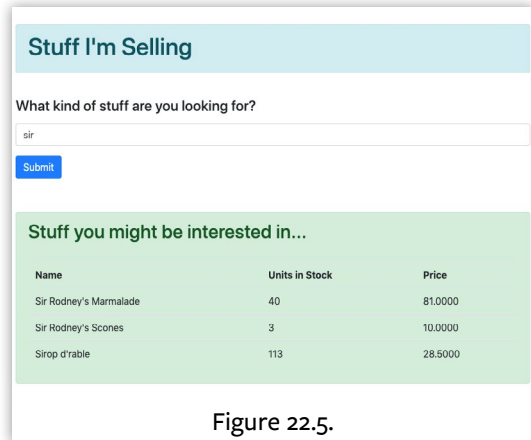 Stuff I'm Selling
What kind of stuff are you looking for?
sir
Submit
Stuff you might be interested in...
Name Units in Stock Price
Sir Rodney's Marmalade 40 81.0000
Sir Rodney's Scones 3 10.0000
Sirop d'rable 113 28.5000
Figure 22.5.